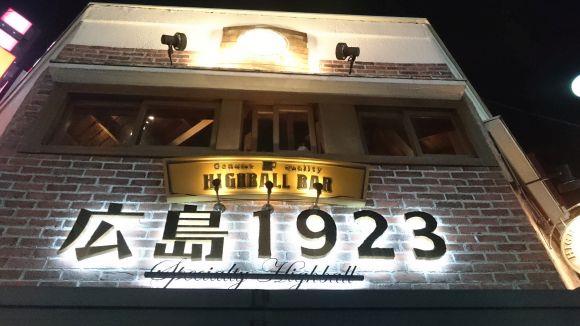 Genuine Quality
HIGHBALL BAR
広島1923
Specialty Highball